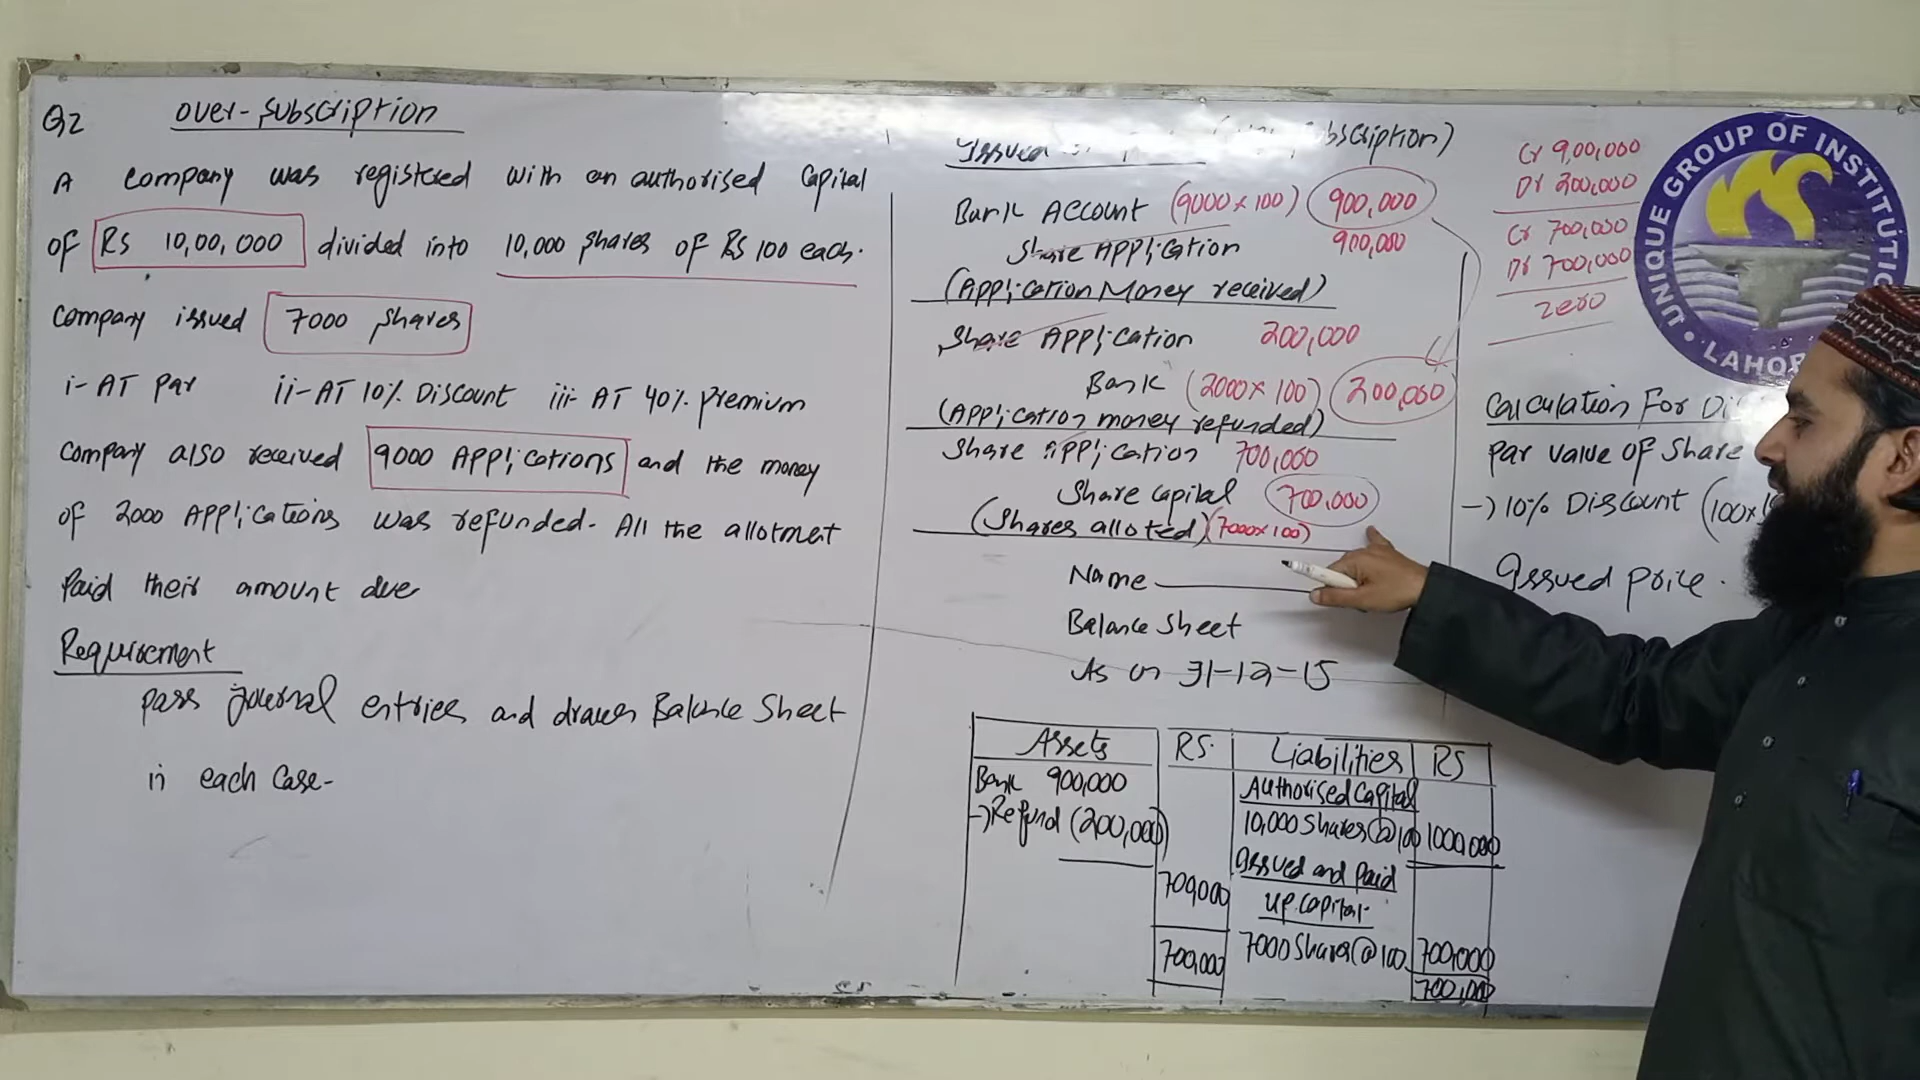 Q2 over-subscription
A company was registered with an authorised capital
of RS 10,00,000 divided into 10,000 shares of RS 100 each.
company issued 7000 shares
i- AT Par ii- AT 10% Discount iii- AT 40% premium
company also received 9000 Applications and the money
of 2000 Applications was refunded- All the allotment
Paid their amount due
Requirement
pass journal entries and drawn Balance Sheet
in each Case-
Issued
Bank Account (9000×100) 900,000
Share Application 900,000
(Application Money received)
Share Application 200,000
Bank (2000×100) 200,000
(Application money refunded)
Share Application 700,000
Share capital 700,000
(Shares alloted) (7000×100)
Name
Balance Sheet
As on 31-12-15
Assets RS. Liabilities RS
Bank 900,000 Authorised Capital
-) Refund (200,000) 10,000 Shares @ 100 1000,000
Issued and Paid
700,000 UP Capital.
700,000 7000 Shares @ 100 700,000
700,000
Cr 9,00,000
Dr 200,000
Cr 700,000
Dr 700,000
Zero
Calculation For
Par value of Share
-) 10% Discount (100×
Issued price.
UNIQUE GROUP OF